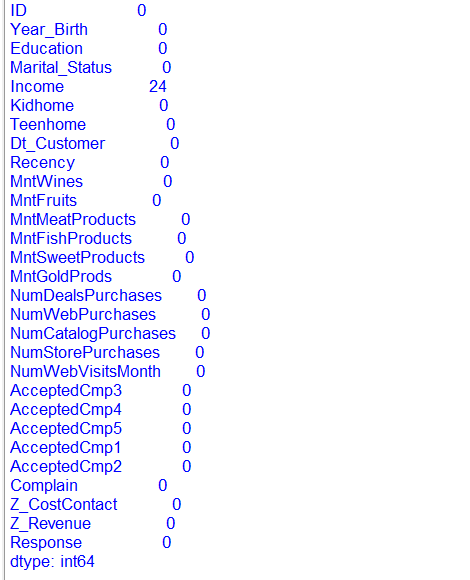 ID 0
Year_Birth 0
Education 0
Marital_Status 0
Income 24
Kidhome 0
Teenhome 0
Dt_Customer 0
Recency 0
MntWines 0
MntFruits 0
MntMeatProducts 0
MntFishProducts 0
MntSweetProducts 0
MntGoldProds 0
NumDealsPurchases 0
NumWebPurchases 0
NumCatalogPurchases 0
NumStorePurchases 0
NumWebVisitsMonth 0
AcceptedCmp3 0
AcceptedCmp4 0
AcceptedCmp5 0
AcceptedCmp1 0
AcceptedCmp2 0
Complain 0
Z_CostContact 0
Z_Revenue 0
Response 0
dtype: int64